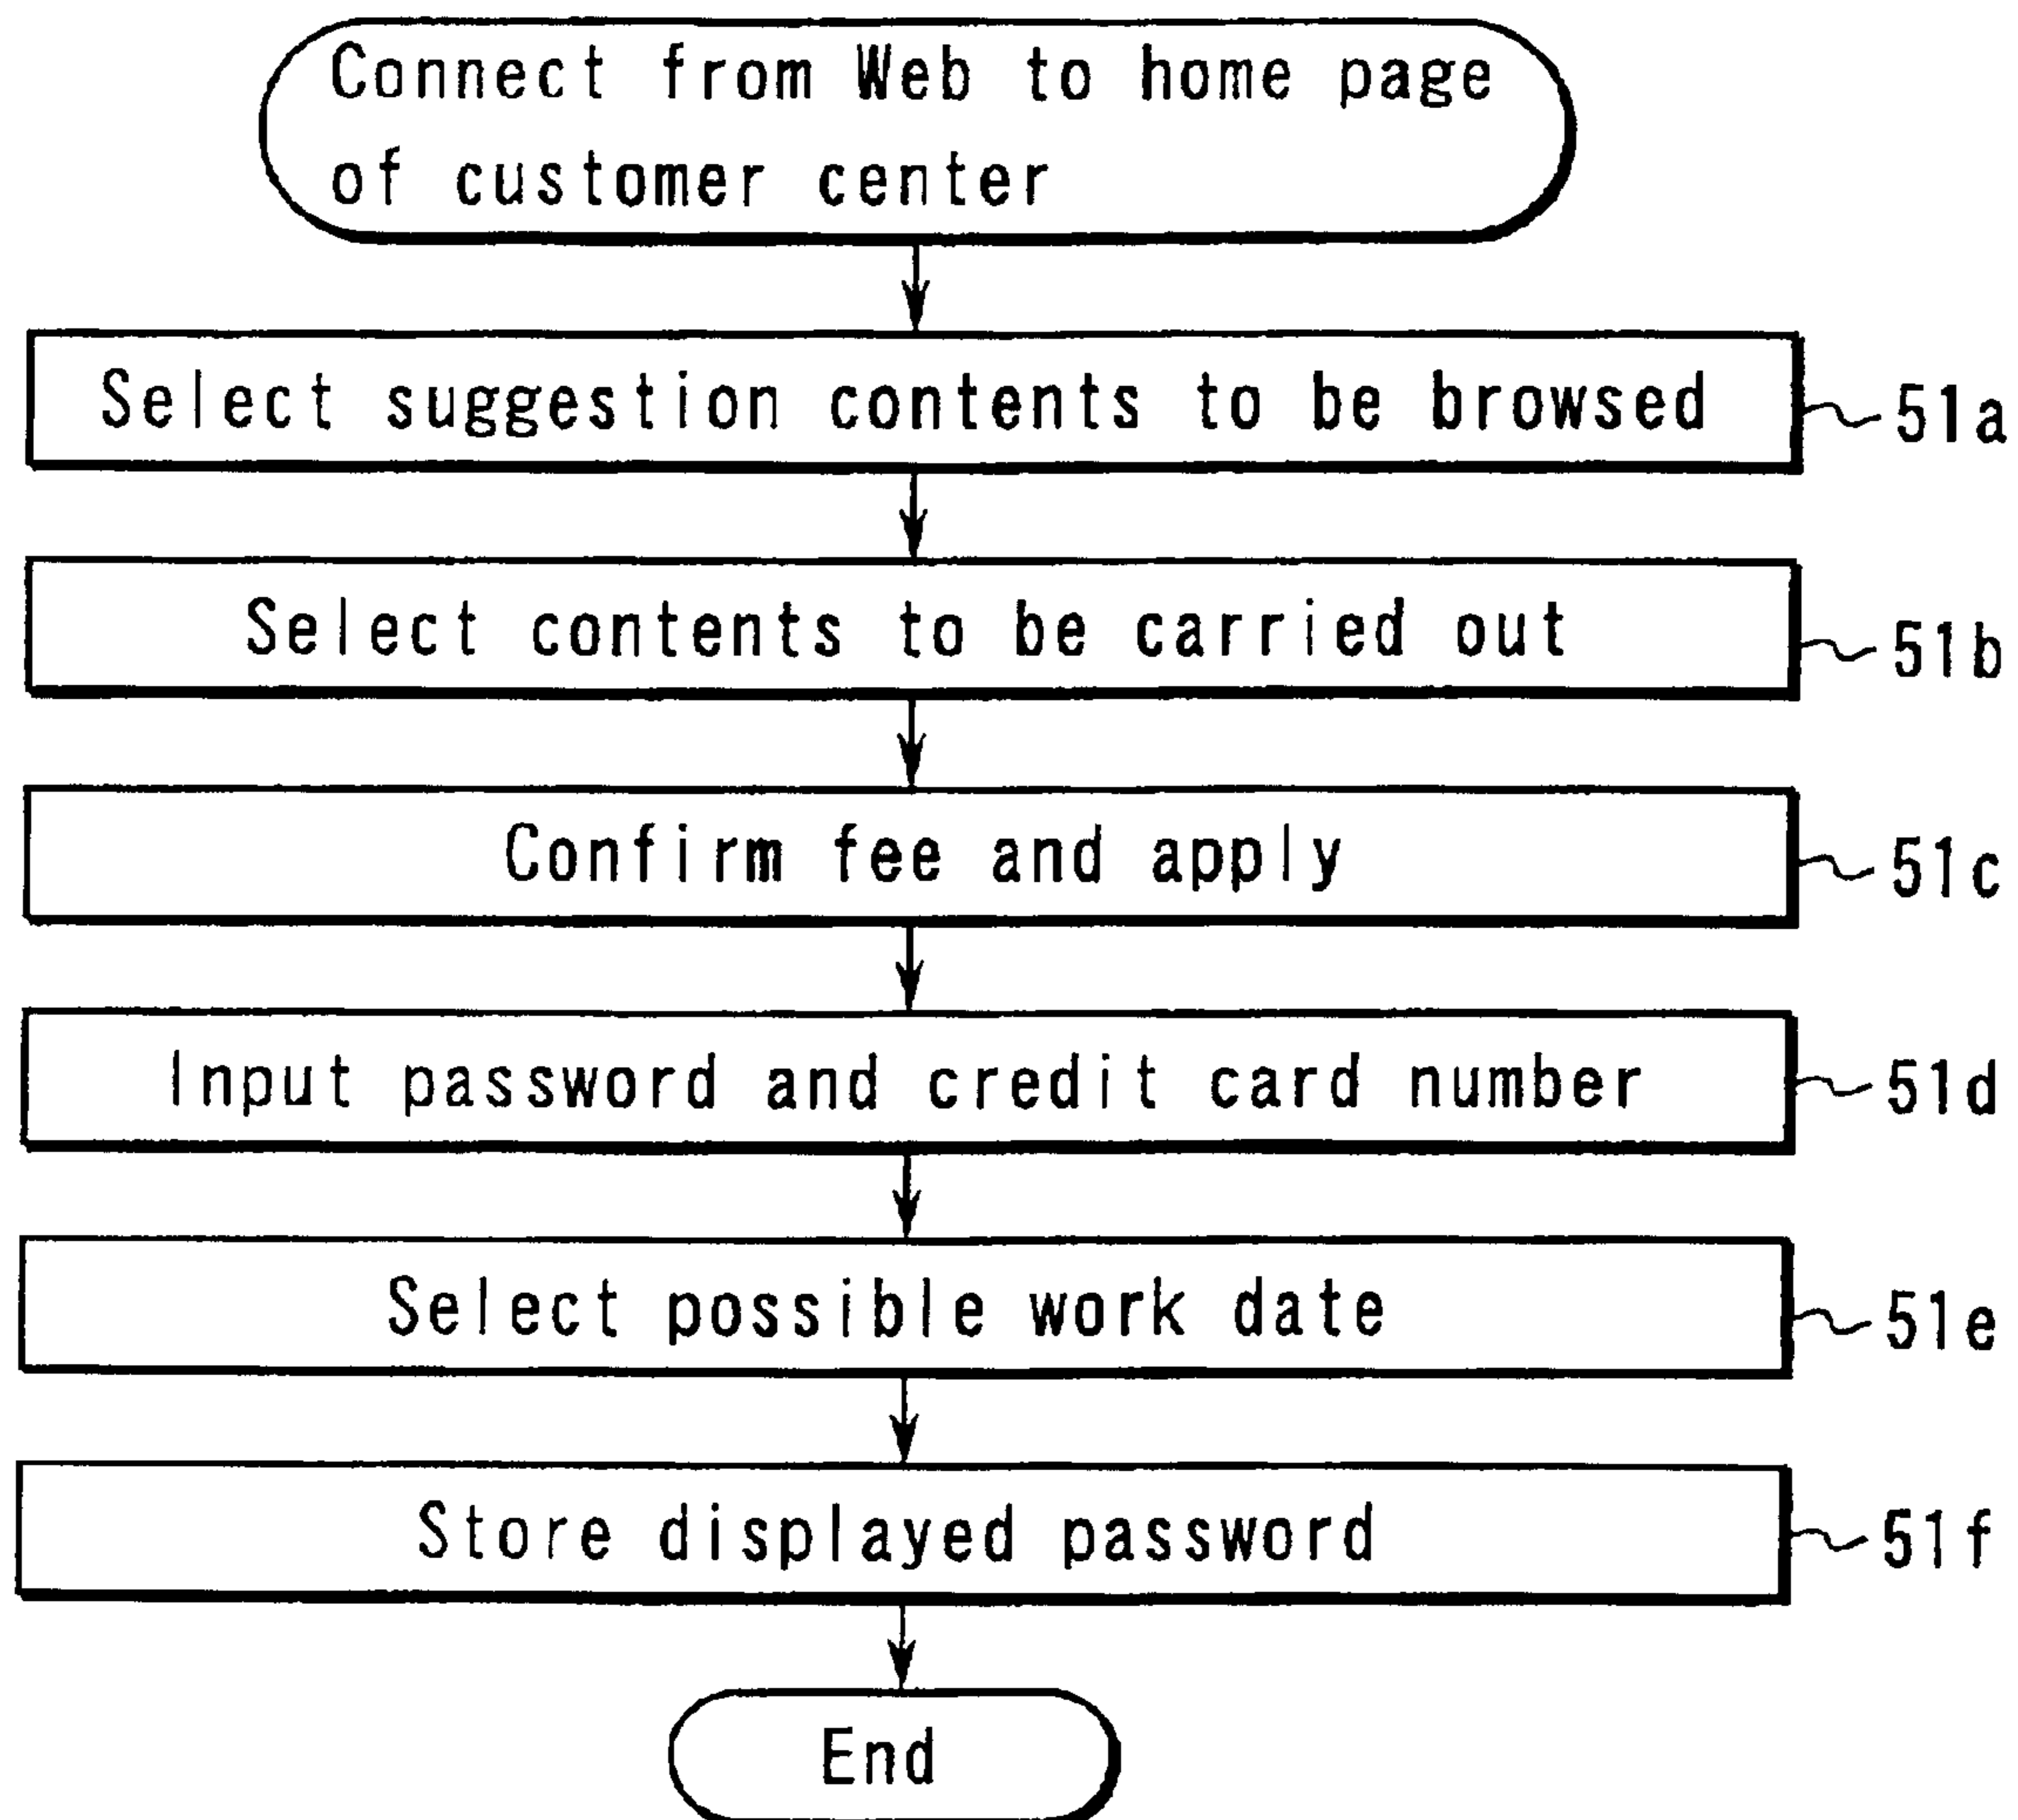 Connect from Web to home page
of customer center
Select suggestion contents to be browsed
51a
Select contents to be carried out
51b
Confirm fee and apply
51c
Input password and credit card number
51d
Select possible work date
51e
Store displayed password
51f
End